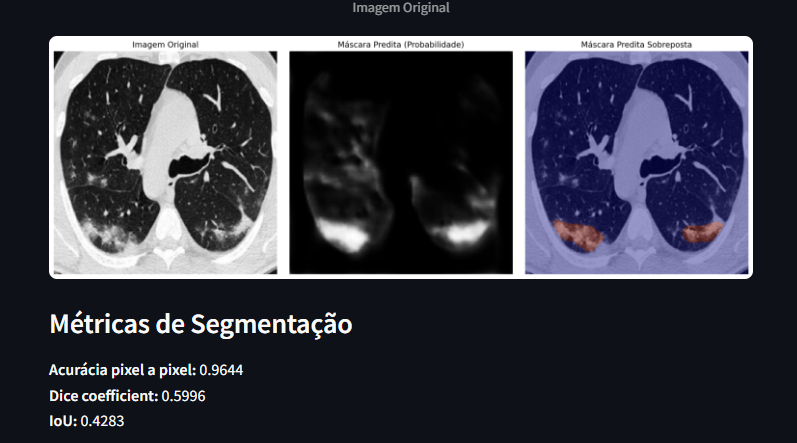 Imagem Original
Imagem Original
Máscara Predita (Probabilidade)
Máscara Predita Sobreposta
Métricas de Segmentação
Acurácia pixel a pixel: 0.9644
Dice coefficient: 0.5996
IoU: 0.4283